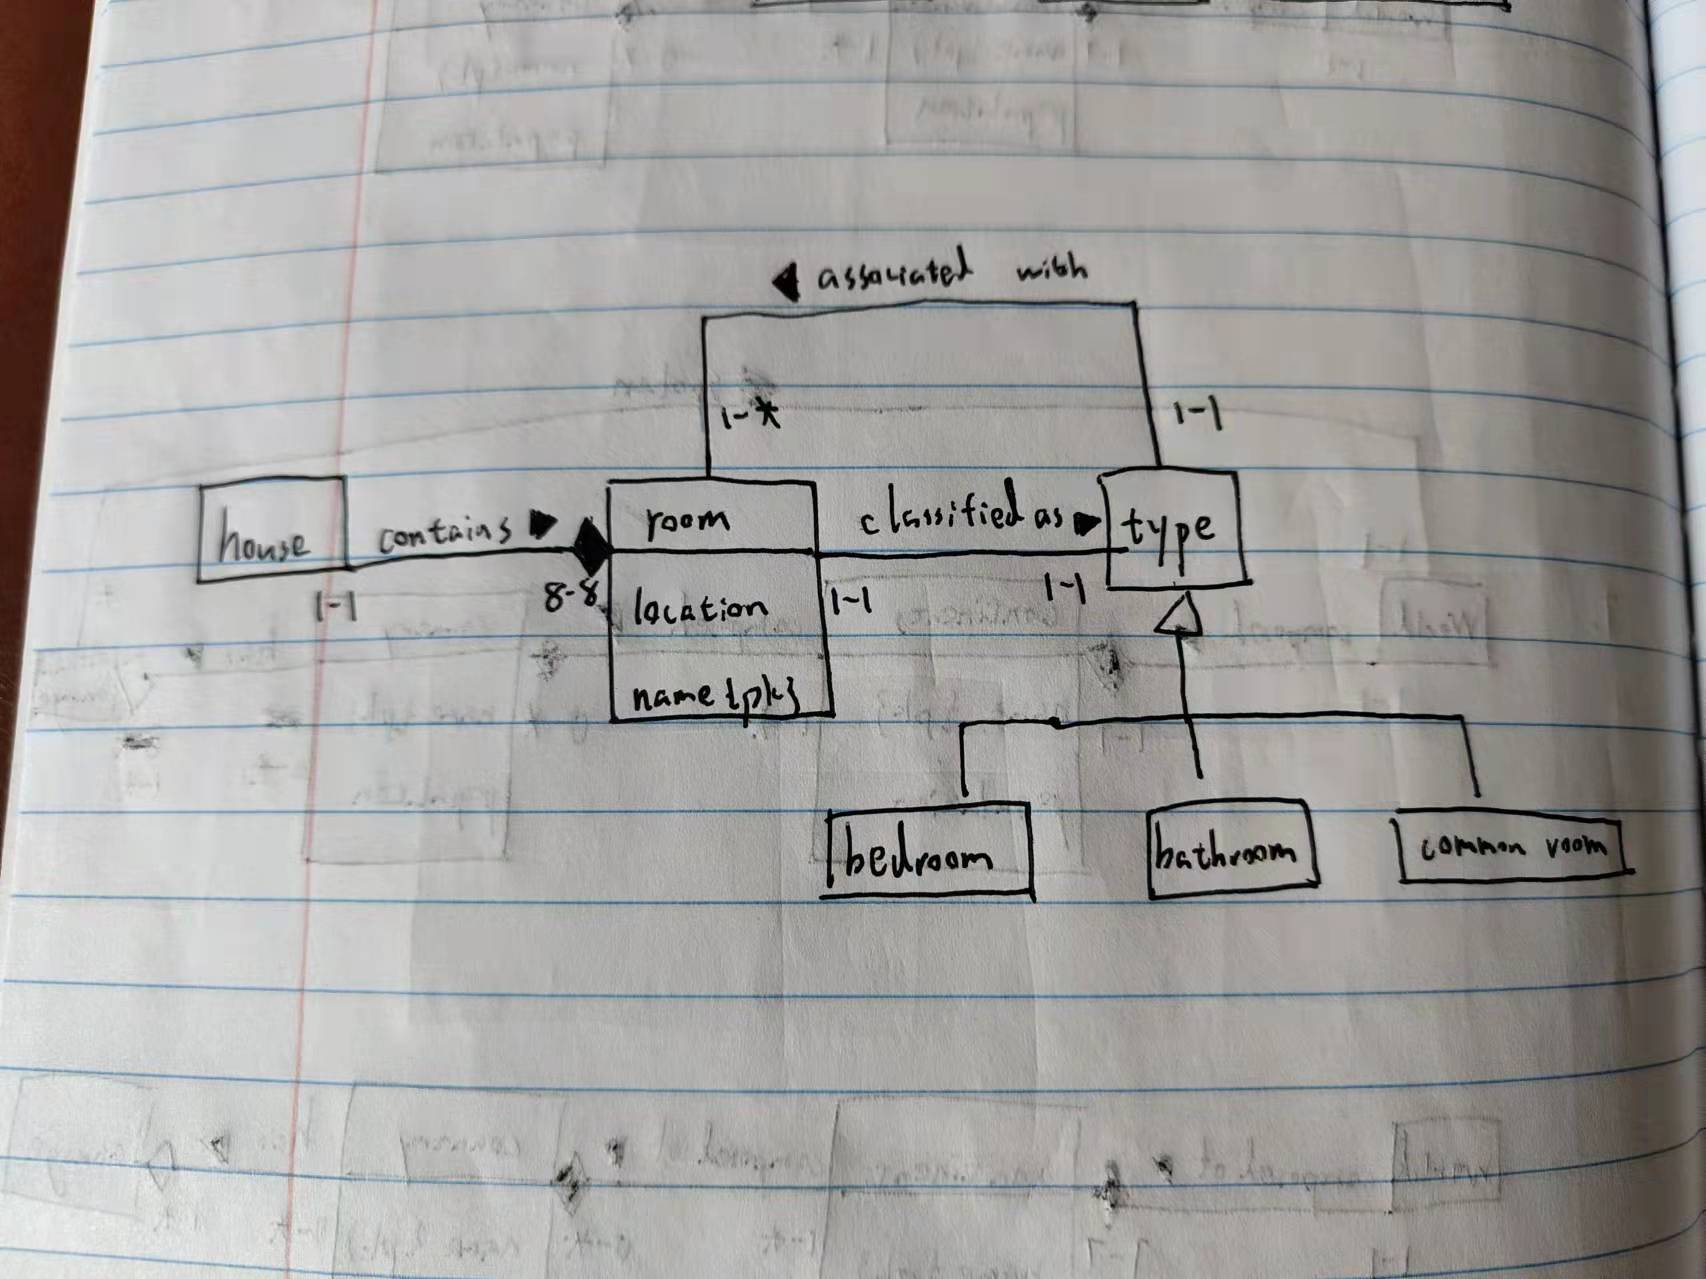 ◀ associated with
1-*
1-1
house
contains ▶
room
classified as ▶
type
1-1
8-8
location
1-1
1-1
name {pk}
bedroom
bathroom
common room